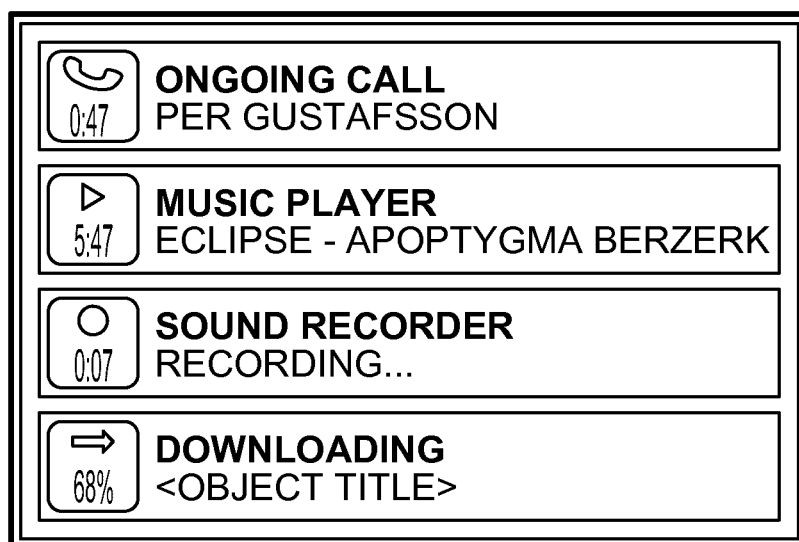 ONGOING CALL
0:47 PER GUSTAFSSON
MUSIC PLAYER
5:47 ECLIPSE - APOPTYGMA BERZERK
SOUND RECORDER
0:07 RECORDING...
DOWNLOADING
68% <OBJECT TITLE>